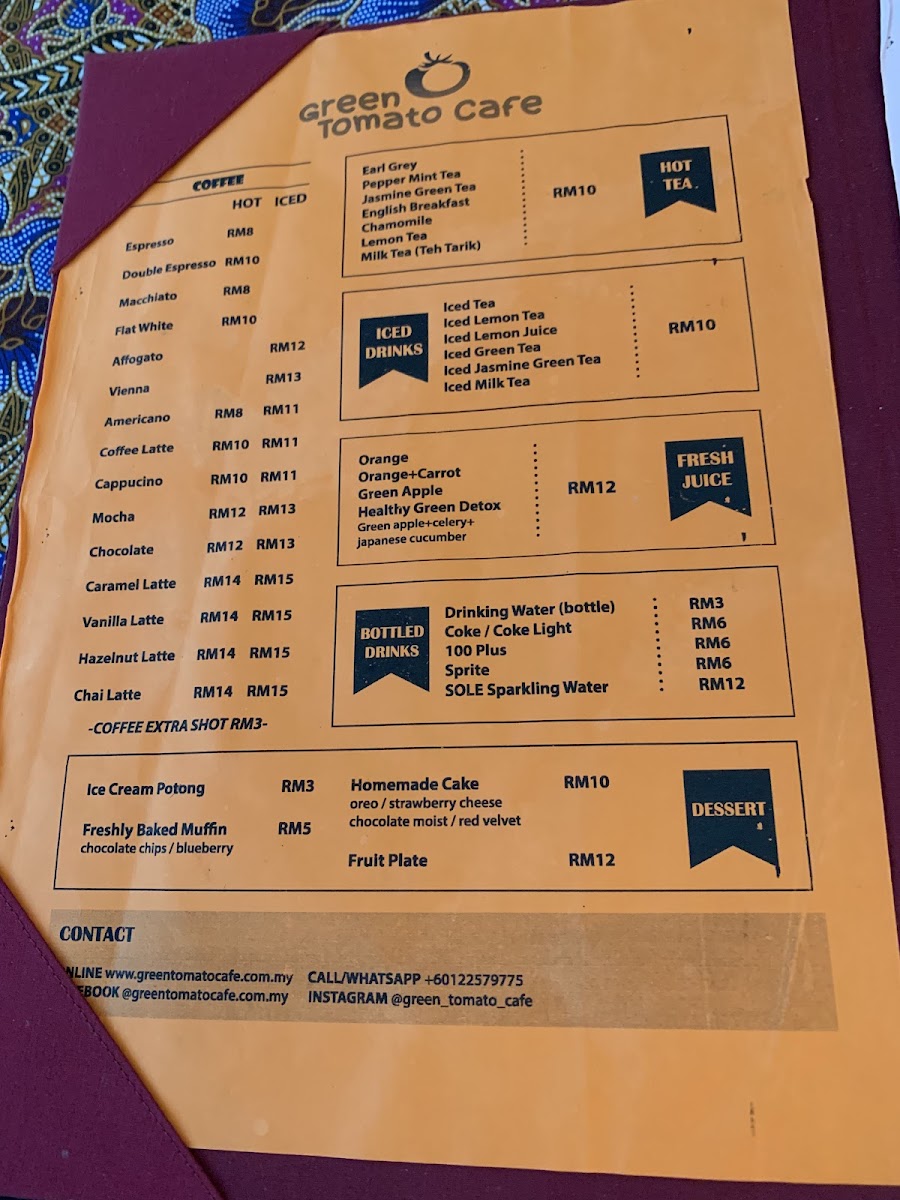 Green
Tomato Cafe
COFFEE
HOT ICED
Espresso RM8
Double Espresso RM10
Macchiato RM8
Flat White RM10
Affogato RM12
Vienna RM13
Americano RM8 RM11
Coffee Latte RM10 RM11
Cappucino RM10 RM11
Mocha RM12 RM13
Chocolate RM12 RM13
Caramel Latte RM14 RM15
Vanilla Latte RM14 RM15
Hazelnut Latte RM14 RM15
Chai Latte RM14 RM15
-COFFEE EXTRA SHOT RM3-
HOT
TEA
Earl Grey
Pepper Mint Tea
Jasmine Green Tea
English Breakfast
Chamomile
Lemon Tea
Milk Tea (Teh Tarik)
RM10
ICED
DRINKS
Iced Tea
Iced Lemon Tea
Iced Lemon Juice
Iced Green Tea
Iced Jasmine Green Tea
Iced Milk Tea
RM10
FRESH
JUICE
Orange
Orange+Carrot
Green Apple
Healthy Green Detox
Green apple+celery+
japanese cucumber
RM12
BOTTLED
DRINKS
Drinking Water (bottle) RM3
Coke / Coke Light RM6
100 Plus RM6
Sprite RM6
SOLE Sparkling Water RM12
DESSERT
Ice Cream Potong RM3
Freshly Baked Muffin RM5
chocolate chips / blueberry
Homemade Cake RM10
oreo / strawberry cheese
chocolate moist / red velvet
Fruit Plate RM12
CONTACT
NLINE www.greentomatocafe.com.my CALL/WHATSAPP +60122579775
EBOOK @greentomatocafe.com.my INSTAGRAM @green_tomato_cafe